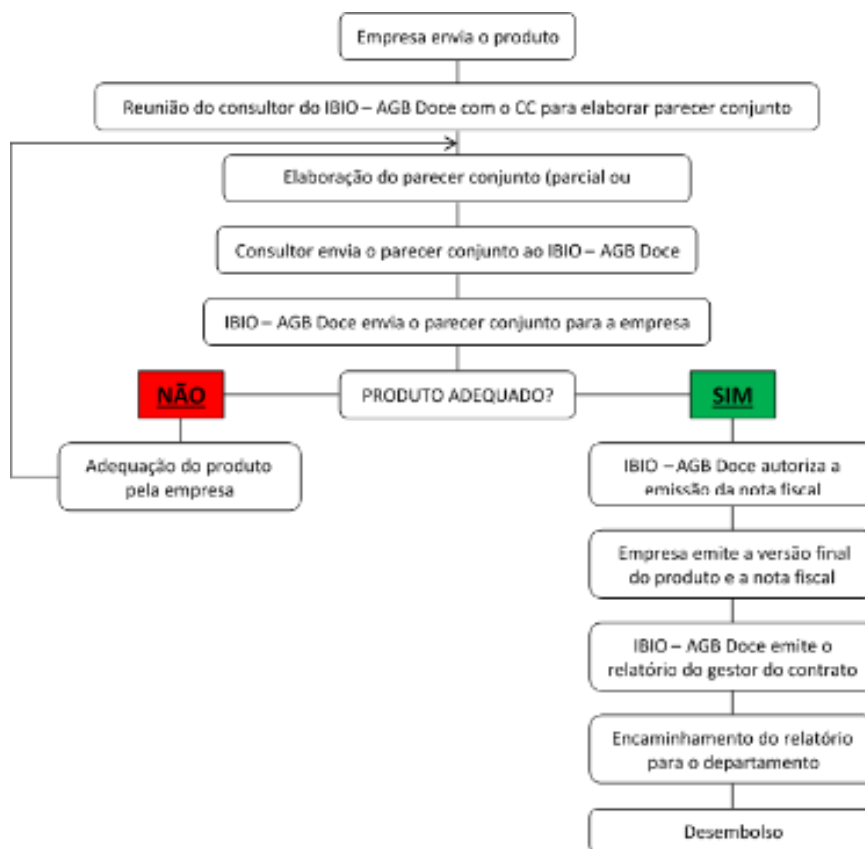 Empresa envia o produto
Reunião do consultor do IBIO – AGB Doce com o CC para elaborar parecer conjunto
Elaboração do parecer conjunto (parcial ou
Consultor envia o parecer conjunto ao IBIO – AGB Doce
IBIO – AGB Doce envia o parecer conjunto para a empresa
NÃO
PRODUTO ADEQUADO?
SIM
Adequação do produto
pela empresa
IBIO – AGB Doce autoriza a
emissão da nota fiscal
Empresa emite a versão final
do produto e a nota fiscal
IBIO – AGB Doce emite o
relatório do gestor do contrato
Encaminhamento do relatório
para o departamento
Desembolso